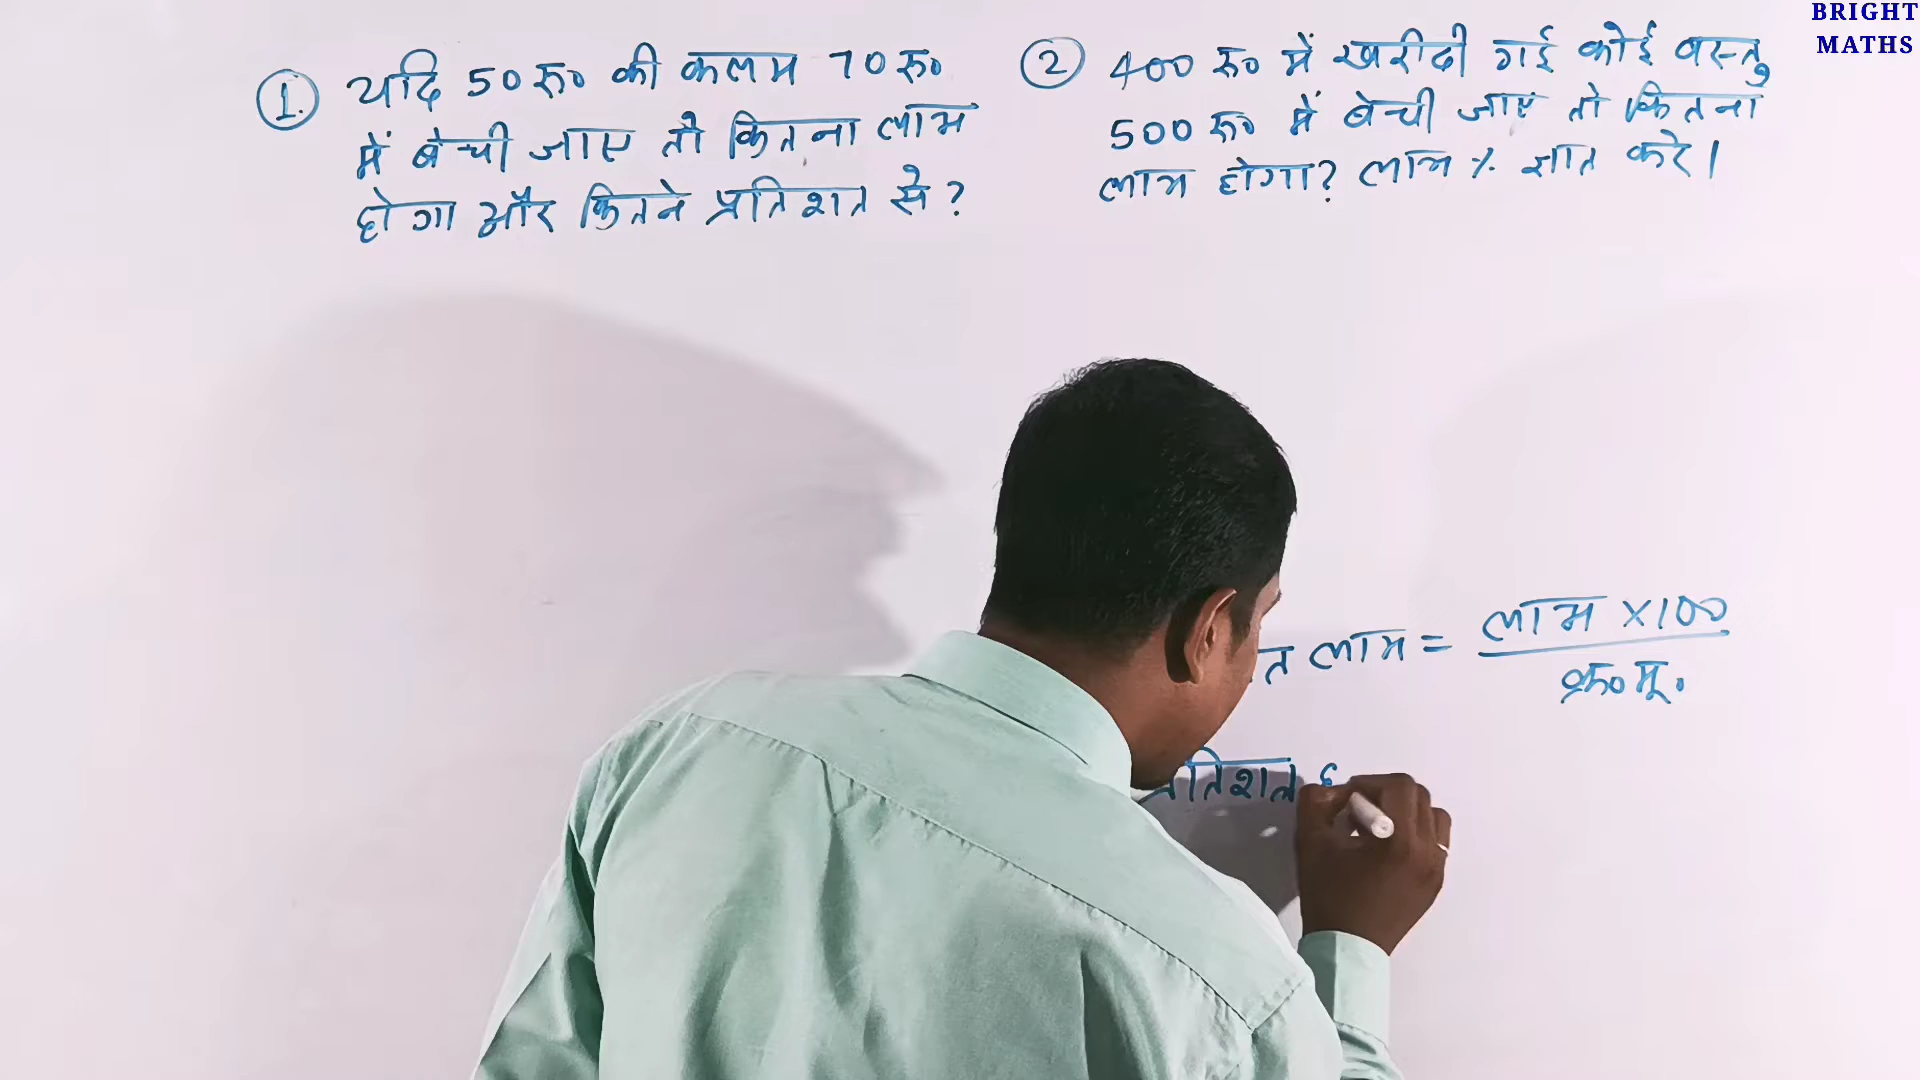 BRIGHT
MATHS
① यदि 50 रु० की कलम 70 रु०
में बेच्ची जाए तो कितना लाभ
होगा और कितने प्रतिशत से?
② 400 रु० में खरीदी गई कोई वस्तु
500 रु० में बेच्ची जाए तो कितना
लाभ होगा? लाभ % ज्ञात करे।
लाभ = लाभ ×100
क्र० मू०
प्रतिशत